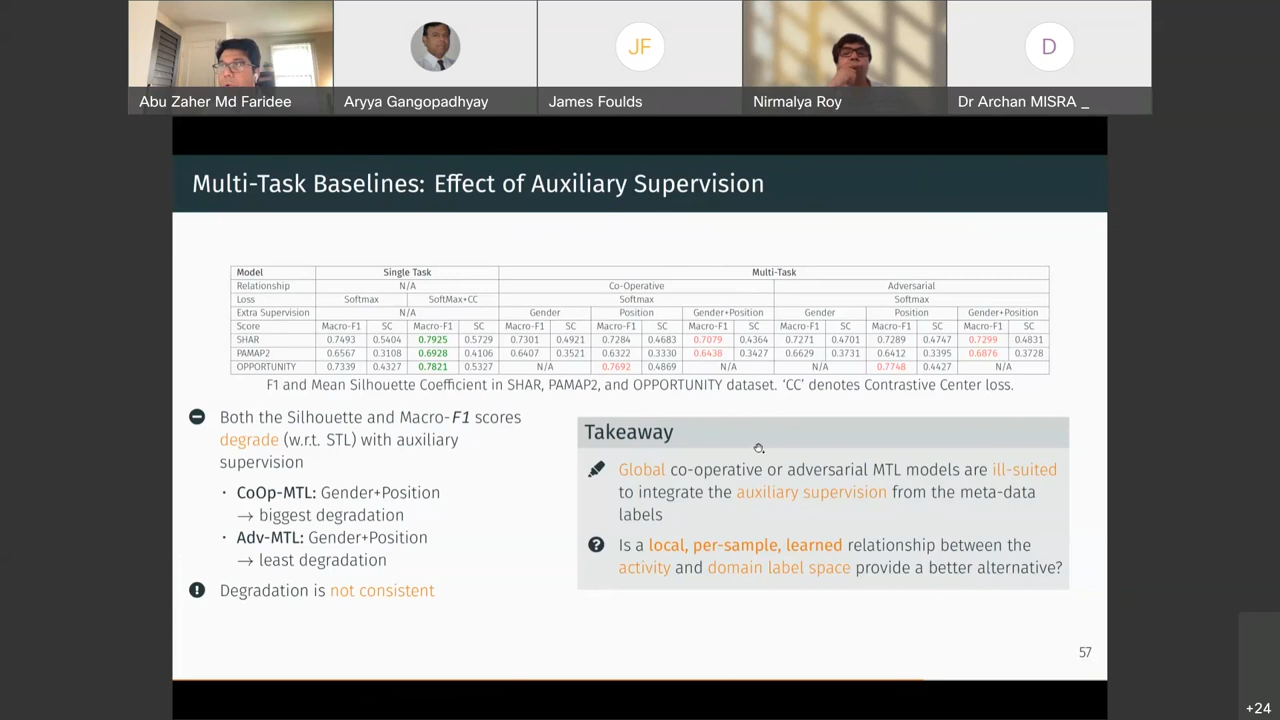 JF
D
Abu Zaher Md Faridee
Aryya Gangopadhyay
James Foulds
Nirmalya Roy
Dr Archan MISRA _
Multi-Task Baselines: Effect of Auxiliary Supervision
Model Single Task Multi-Task
Relationship N/A Co-Operative Adversarial
Loss Softmax SoftMax+CC Softmax Softmax
Extra Supervision N/A Gender Position Gender+Position Gender Position Gender+Position
Score Macro-F1 SC Macro-F1 SC Macro-F1 SC Macro-F1 SC Macro-F1 SC Macro-F1 SC Macro-F1 SC Macro-F1 SC
SHAR 0.7493 0.5404 0.7925 0.5729 0.7301 0.4921 0.7284 0.4683 0.7079 0.4364 0.7271 0.4701 0.7289 0.4747 0.7299 0.4831
PAMAP2 0.6567 0.3108 0.6928 0.4106 0.6407 0.3521 0.6322 0.3330 0.6438 0.3427 0.6629 0.3731 0.6412 0.3395 0.6876 0.3728
OPPORTUNITY 0.7339 0.4327 0.7821 0.5327 N/A 0.7692 0.4869 N/A N/A 0.7748 0.4427 N/A
F1 and Mean Silhouette Coefficient in SHAR, PAMAP2, and OPPORTUNITY dataset. 'CC' denotes Contrastive Center loss.
Both the Silhouette and Macro-F1 scores
degrade (w.r.t. STL) with auxiliary
supervision
· CoOp-MTL: Gender+Position
→ biggest degradation
· Adv-MTL: Gender+Position
→ least degradation
Degradation is not consistent
Takeaway
Global co-operative or adversarial MTL models are ill-suited
to integrate the auxiliary supervision from the meta-data
labels
Is a local, per-sample, learned relationship between the
activity and domain label space provide a better alternative?
57
+24